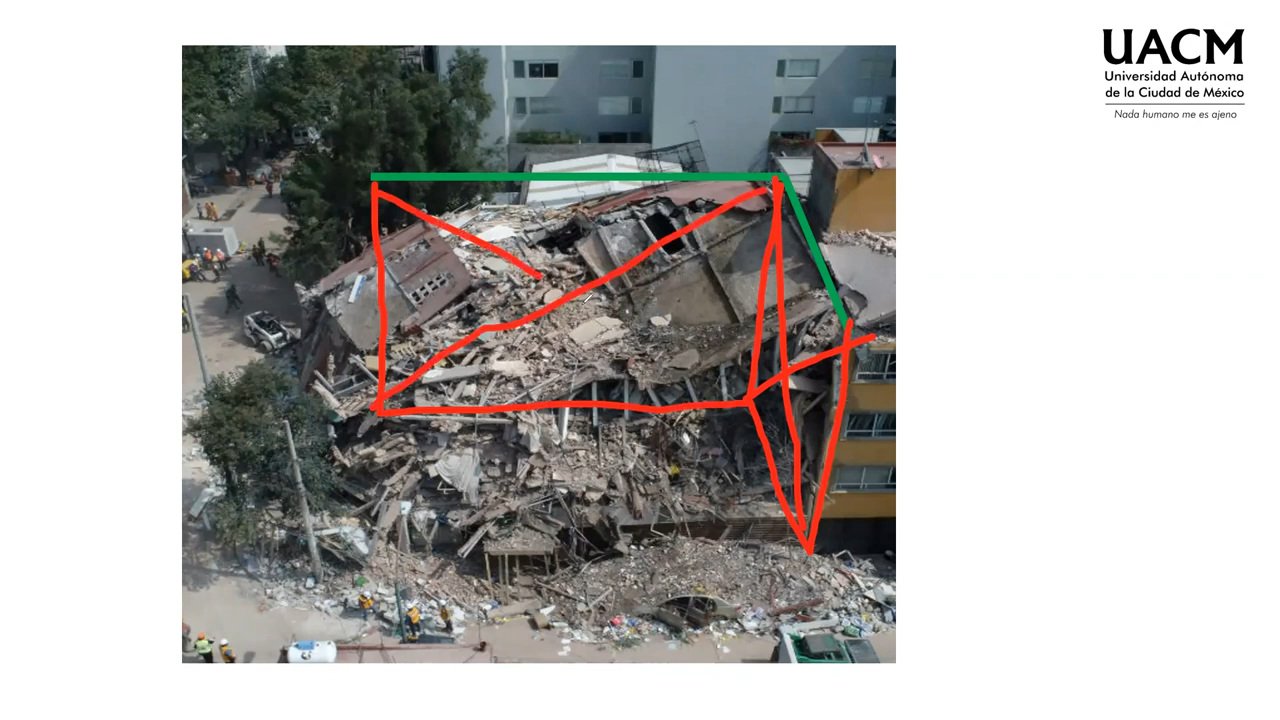 UACM
Universidad Autónoma
de la Ciudad de México
Nada humano me es ajeno